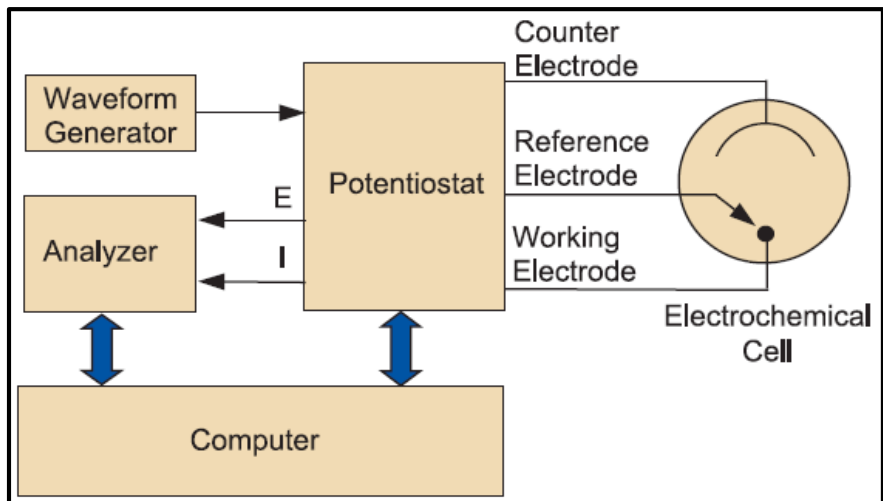 Counter
Electrode
Waveform
Generator
Reference
Electrode
Potentiostat
E
Analyzer
I
Working
Electrode
Electrochemical
Cell
Computer